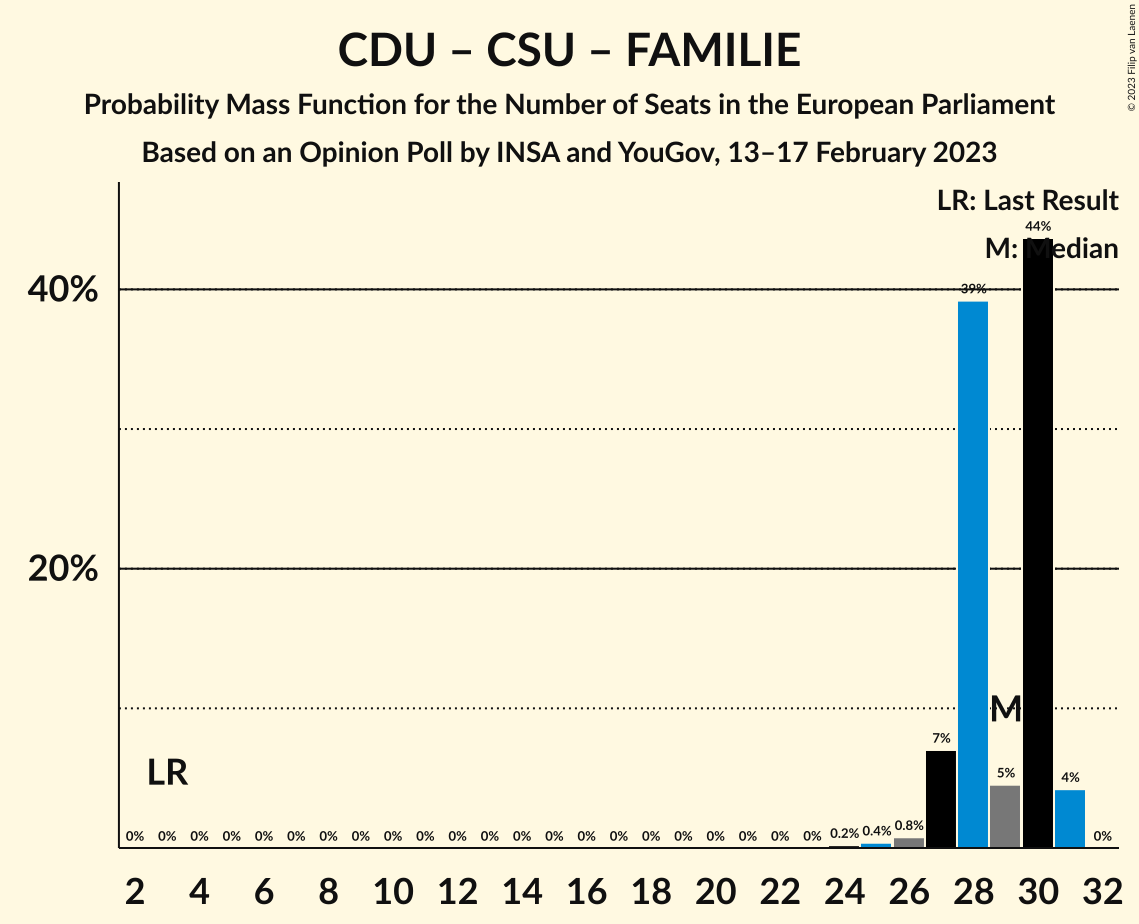 CDU – CSU – FAMILIE
Probability Mass Function for the Number of Seats in the European Parliament
Based on an Opinion Poll by INSA and YouGov, 13–17 February 2023
© 2023 Filip van Laenen
LR: Last Result
M: Median
44%
40%
39%
20%
M
7%
5%
4%
LR
0% 0% 0% 0% 0% 0% 0% 0% 0% 0% 0% 0% 0% 0% 0% 0% 0% 0% 0% 0% 0% 0% 0.2% 0.4% 0.8% 0%
2 4 6 8 10 12 14 16 18 20 22 24 26 28 30 32